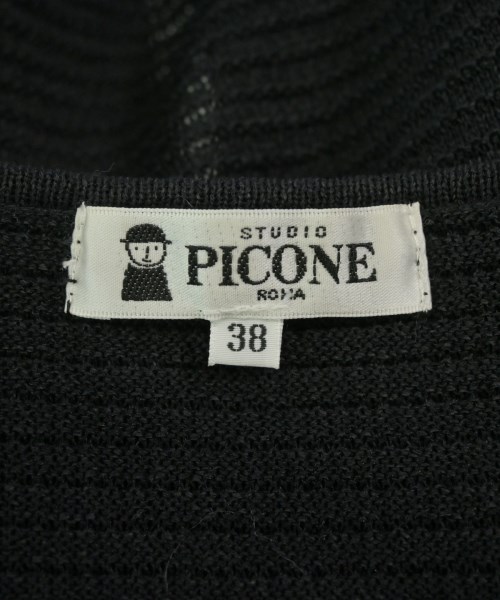 STUDIO
PICONE
ROMA
38